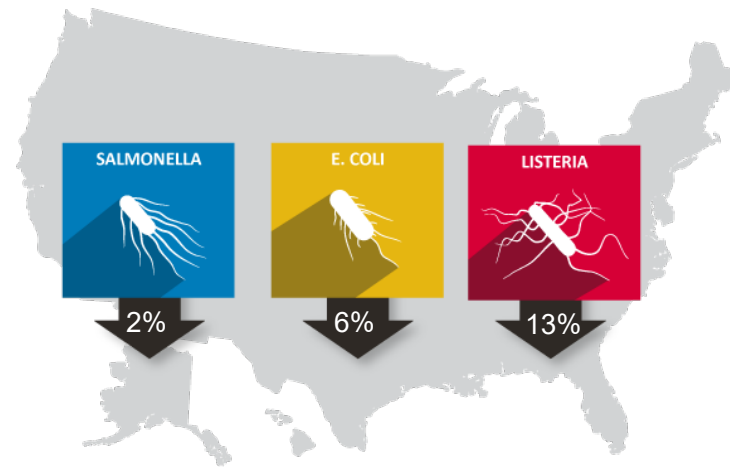 SALMONELLA
E. COLI
LISTERIA
2%
6%
13%